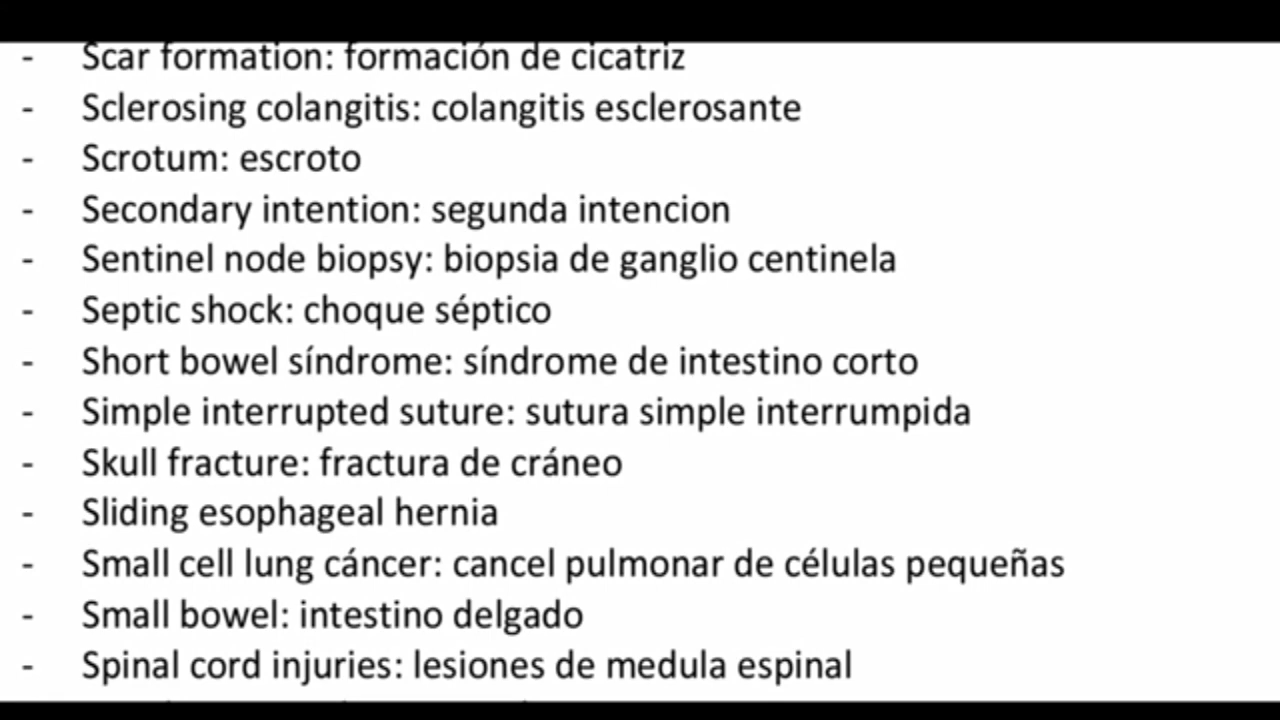 - Scar formation: formación de cicatriz
- Sclerosing colangitis: colangitis esclerosante
- Scrotum: escroto
- Secondary intention: segunda intencion
- Sentinel node biopsy: biopsia de ganglio centinela
- Septic shock: choque séptico
- Short bowel síndrome: síndrome de intestino corto
- Simple interrupted suture: sutura simple interrumpida
- Skull fracture: fractura de cráneo
- Sliding esophageal hernia
- Small cell lung cáncer: cancel pulmonar de células pequeñas
- Small bowel: intestino delgado
- Spinal cord injuries: lesiones de medula espinal